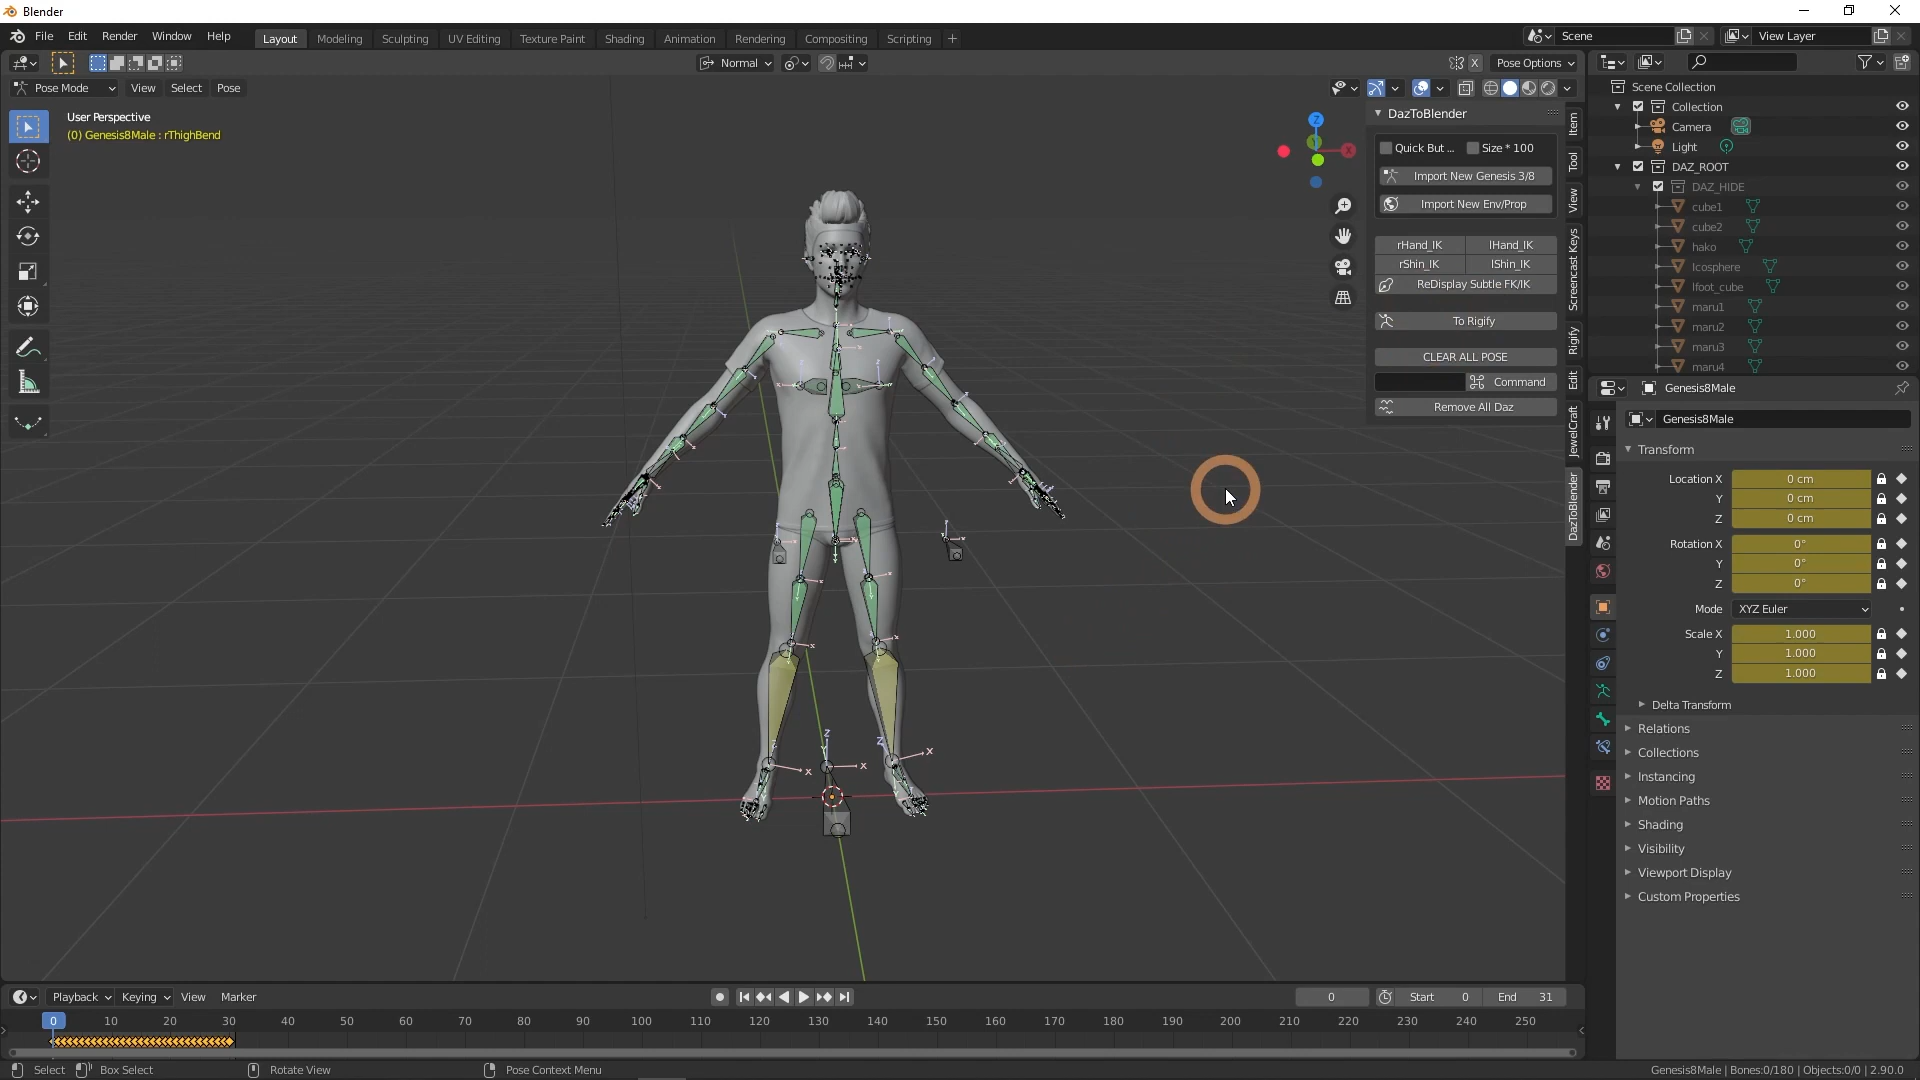 Blender
File Edit Render Window Help
Layout Modeling Sculpting UV Editing Texture Paint Shading Animation Rendering Compositing Scripting +
Scene
View Layer
Normal
X
Pose Options
Pose Mode View Select Pose
User Perspective
(0) Genesis8Male : rThighBend
DazToBlender
Quick But ... Size * 100
Import New Genesis 3/8
Import New Env/Prop
rHand_IK lHand_IK
rShin_IK lShin_IK
ReDisplay Subtle FK/IK
To Rigify
CLEAR ALL POSE
Command
Remove All Daz
Item
Tool
View
Screencast Keys
Rigify
Edit
JewelCraft
DazToBlender
Scene Collection
Collection
Camera
Light
DAZ_ROOT
DAZ_HIDE
cube1
cube2
hako
Icosphere
lfoot_cube
maru1
maru2
maru3
maru4
Genesis8Male
Genesis8Male
Transform
Location X 0 cm
Y 0 cm
Z 0 cm
Rotation X 0°
Y 0°
Z 0°
Mode XYZ Euler
Scale X 1.000
Y 1.000
Z 1.000
Delta Transform
Relations
Collections
Instancing
Motion Paths
Shading
Visibility
Viewport Display
Custom Properties
Playback Keying View Marker
0 Start 0 End 31
0 10 20 30 40 50 60 70 80 90 100 110 120 130 140 150 160 170 180 190 200 210 220 230 240 250
Select Box Select Rotate View Pose Context Menu
Genesis8Male | Bones:0/180 | Objects:0/0 | 2.90.0